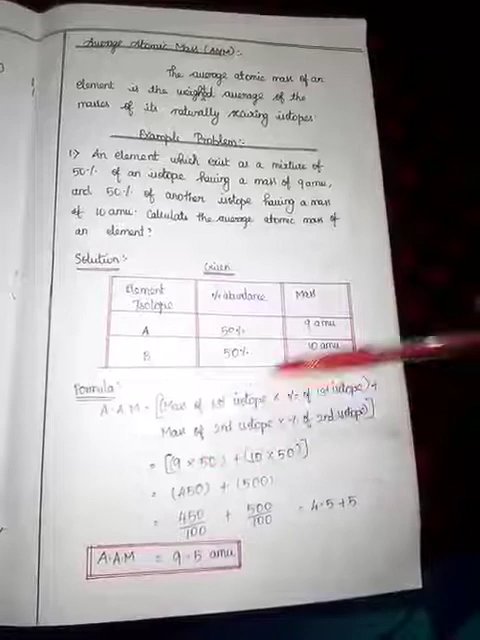 Average Atomic Mass (AAM):-
The average atomic mass of an
element is the weighted average of the
masses of its naturally occuring isotopes
Example Problem:-
1) An element which exist as a mixture of
50% of an isotope having a mass of 9 amu,
and 50% of another isotope having a mass
of 10 amu. Calculate the average atomic mass of
an element?
Solution:-
Given
Element Isotope % abundance Mass
A 50% 9 amu
B 50% 10 amu
Formula:-
A.A.M = [(Mass of 1st isotope x % of 1st isotope) +
Mass of 2nd isotope x % of 2nd isotope)]
= [(9 x 50) + (10 x 50)]
= (450) + (500)
= 450/100 + 500/100 = 4.5 + 5
A.A.M = 9.5 amu